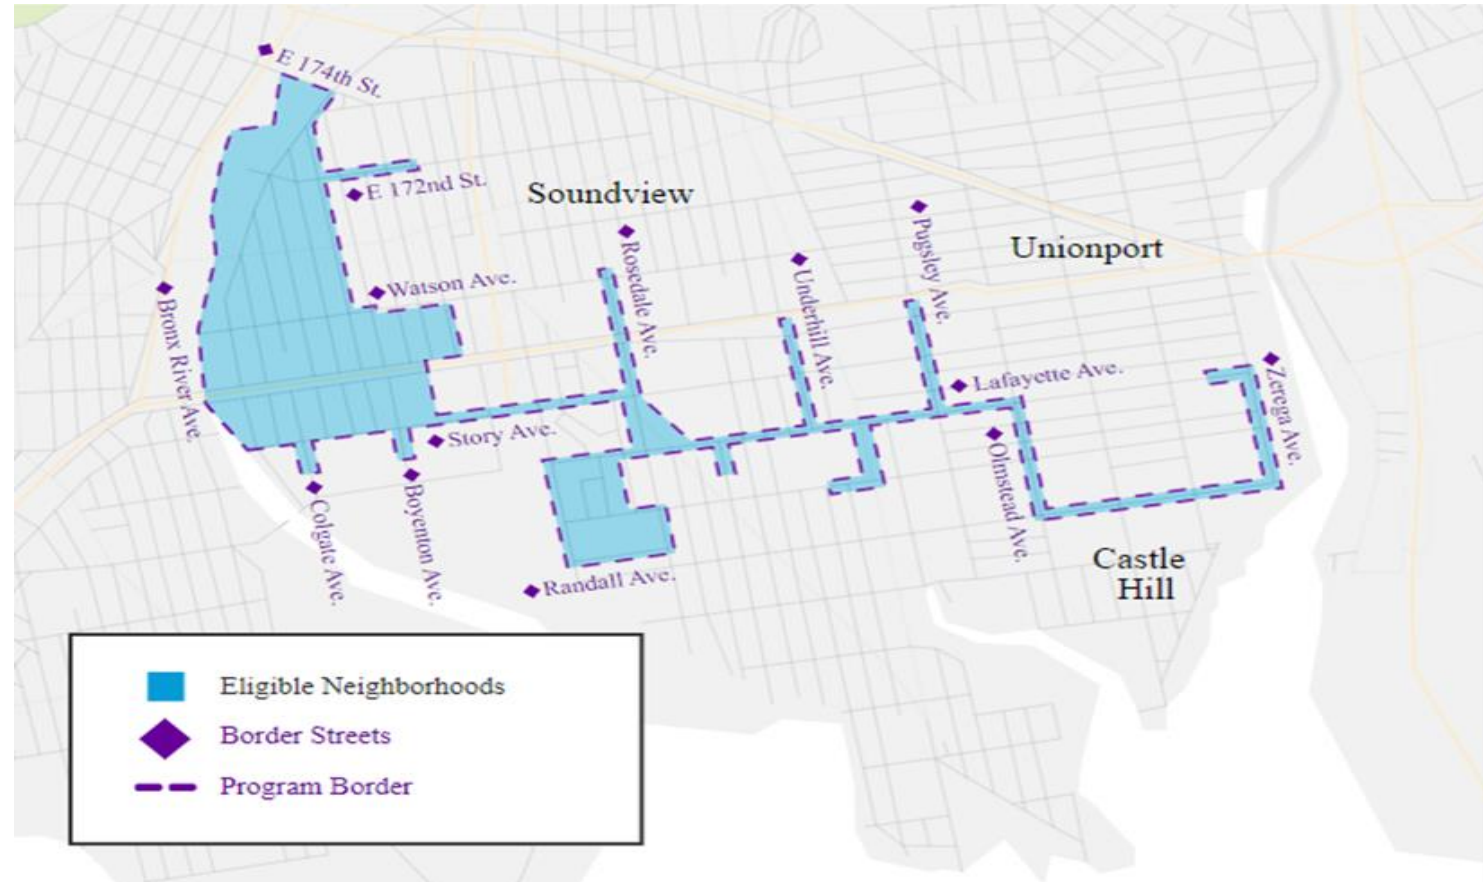 E 174th St.
E 172nd St.
Soundview
Rosedale Ave.
Pugsley Ave.
Unionport
Underhill Ave.
Watson Ave.
Bronx River Ave.
Lafayette Ave.
Zerega Ave.
Story Ave.
Olmstead Ave.
Colgate Ave.
Boyenton Ave.
Randall Ave.
Castle
Hill
Eligible Neighborhoods
Border Streets
Program Border